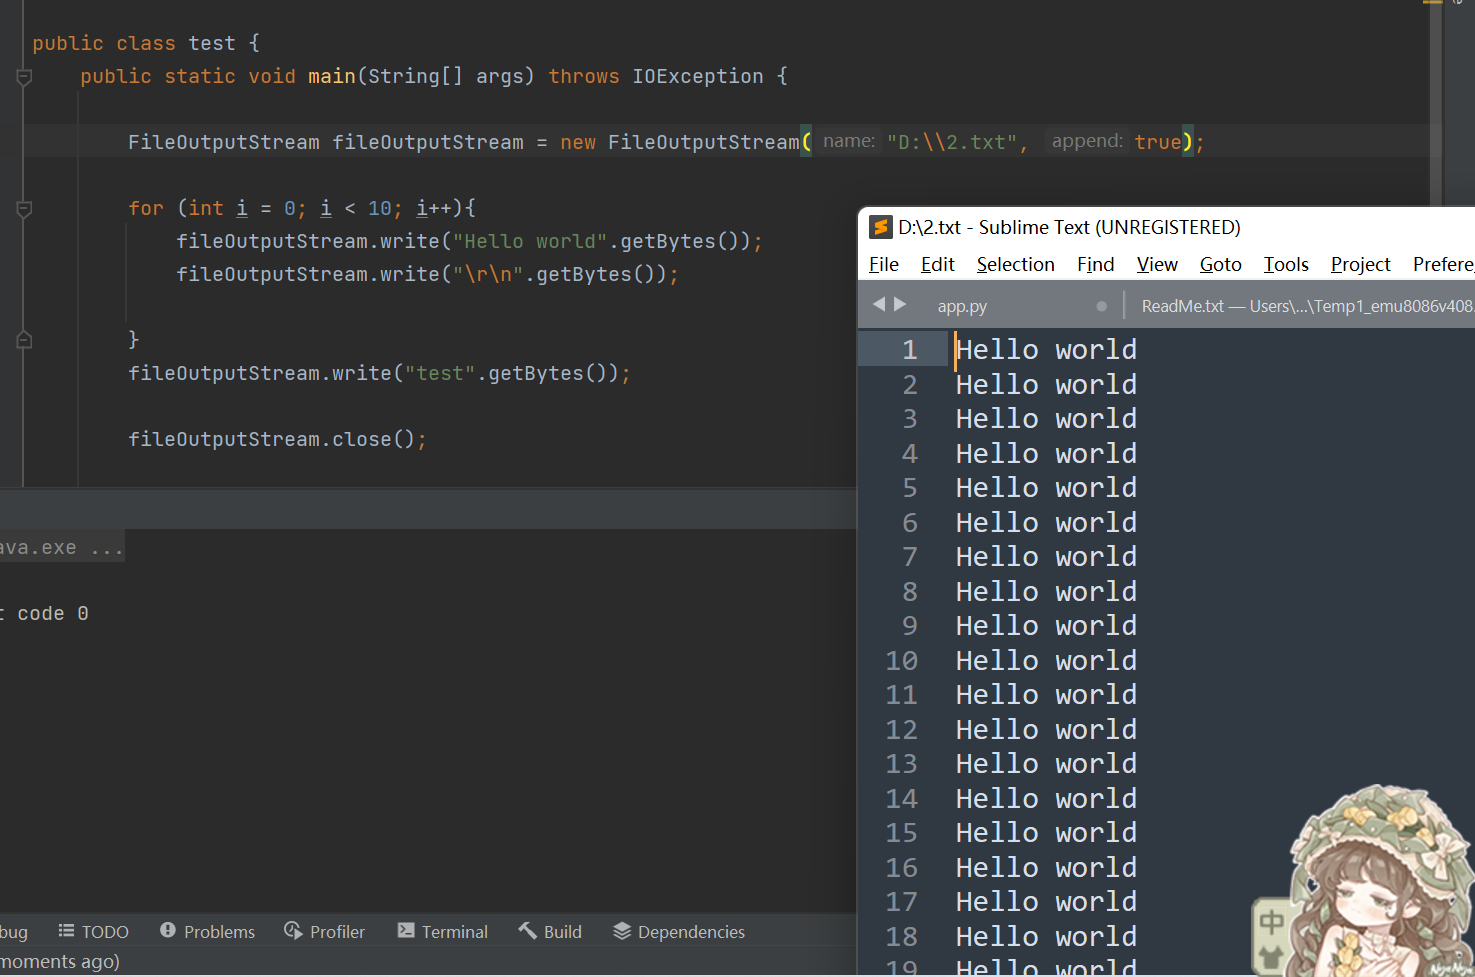 public class test {
public static void main(String[] args) throws IOException {
FileOutputStream fileOutputStream = new FileOutputStream( name: "D:\\2.txt", append: true);
for (int i = 0; i < 10; i++){
fileOutputStream.write("Hello world".getBytes());
fileOutputStream.write("\r\n".getBytes());
}
fileOutputStream.write("test".getBytes());
fileOutputStream.close();
ava.exe ...
t code 0
bug TODO Problems Profiler Terminal Build Dependencies
moments ago)
D:\2.txt - Sublime Text (UNREGISTERED)
File Edit Selection Find View Goto Tools Project Prefere
app.py ReadMe.txt — Users\...\Temp1_emu8086v408
1 Hello world
2 Hello world
3 Hello world
4 Hello world
5 Hello world
6 Hello world
7 Hello world
8 Hello world
9 Hello world
10 Hello world
11 Hello world
12 Hello world
13 Hello world
14 Hello world
15 Hello world
16 Hello world
17 Hello world
18 Hello world
19 Hello world
中